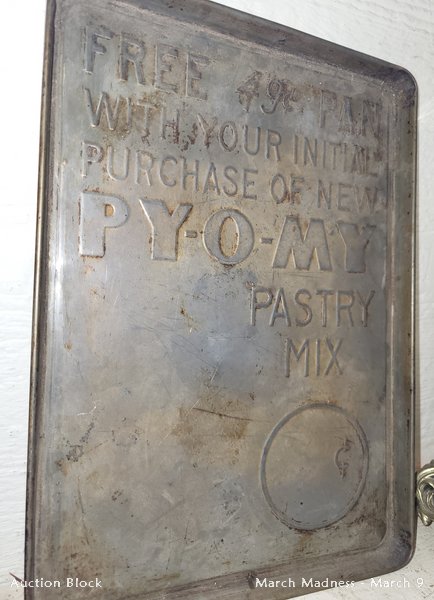 FREE 49¢ PAN
WITH YOUR INITIAL
PURCHASE OF NEW
PY-O-MY
PASTRY
MIX
Auction Block
March Madness - March 9